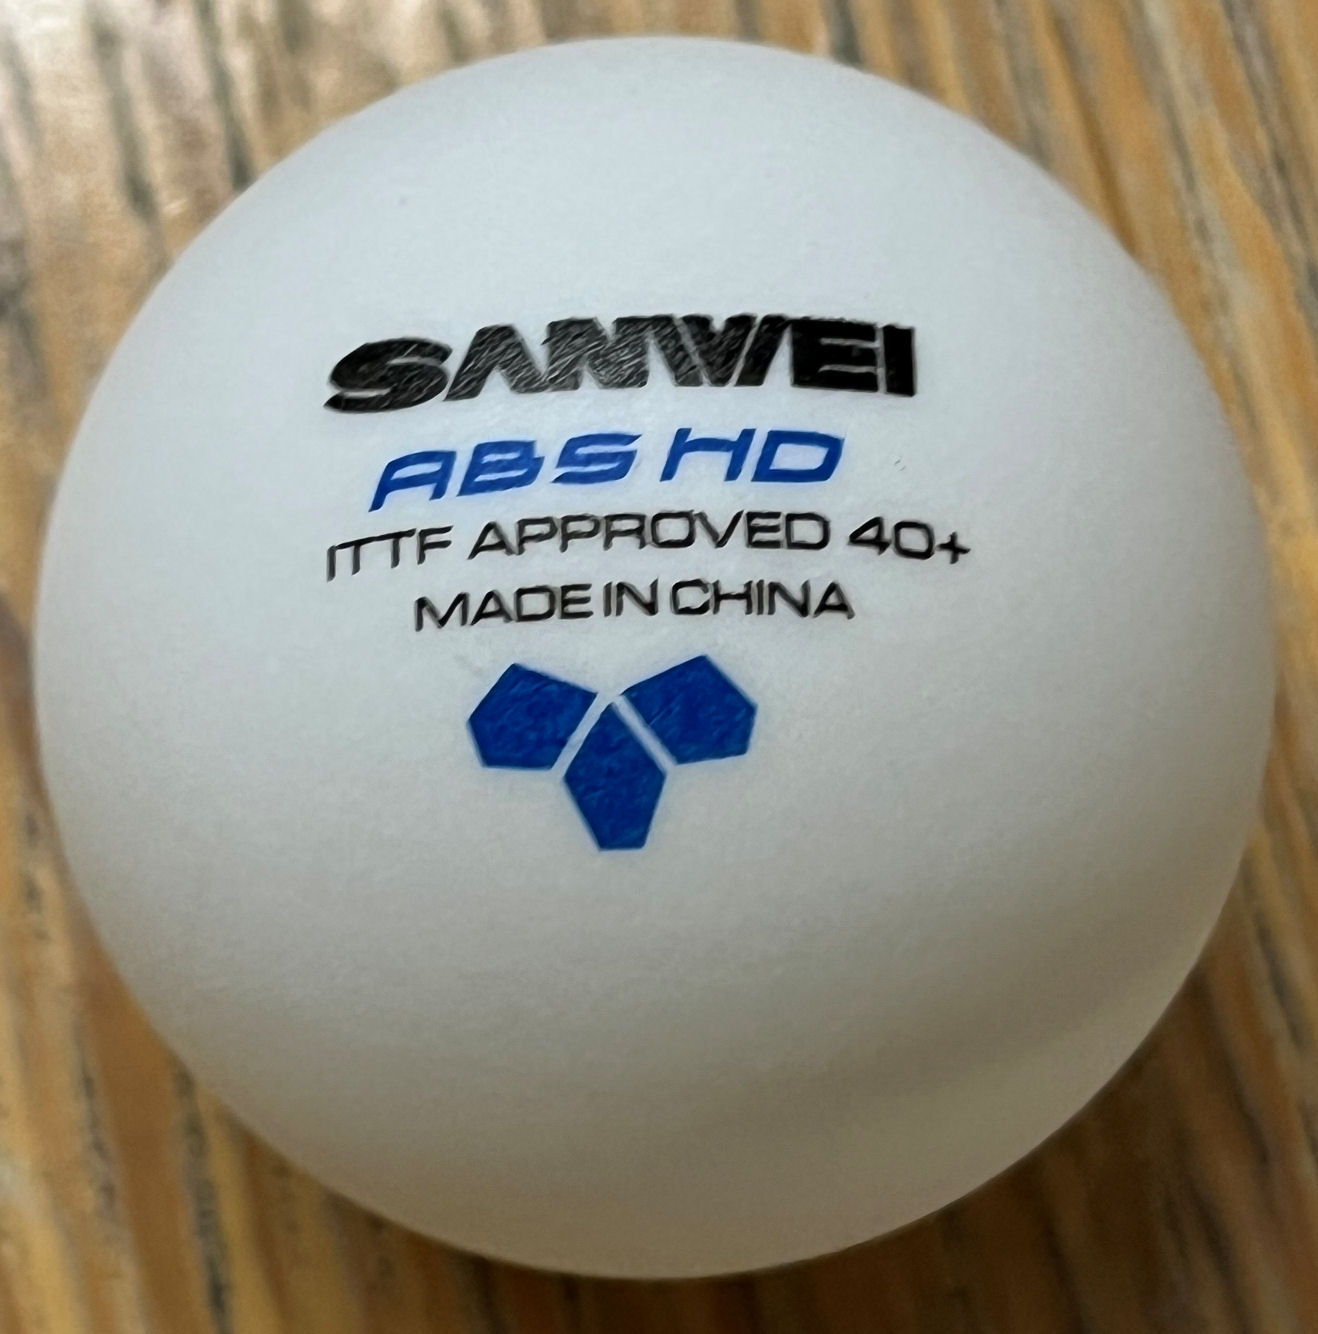 SANWEI
ABS HD
ITTF APPROVED 40+
MADE IN CHINA